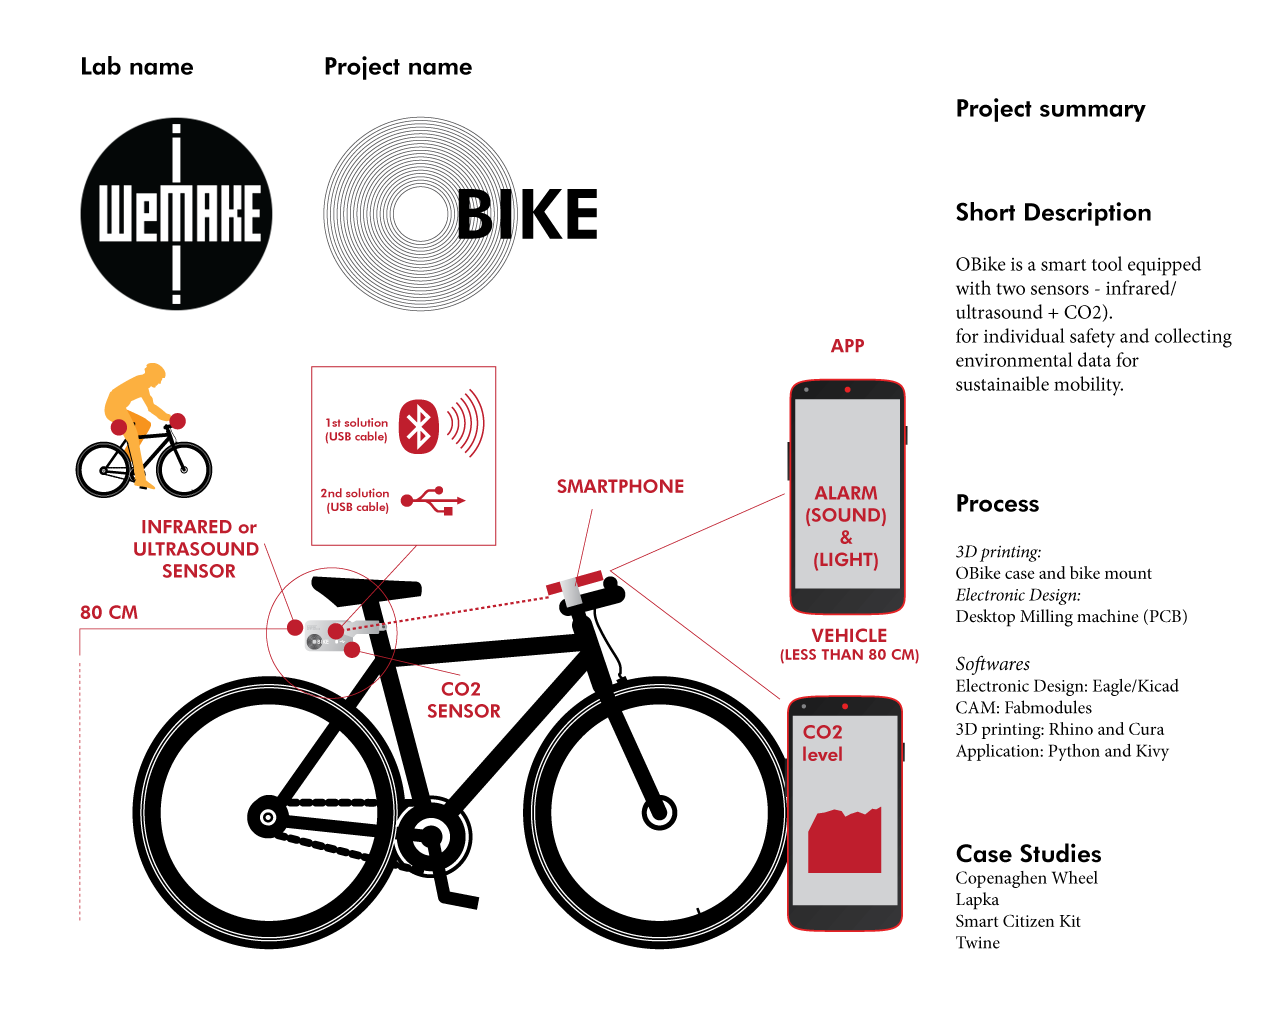 Lab name
Project name
WeMAKE
BIKE
1st solution
(USB cable)
2nd solution
(USB cable)
INFRARED or
ULTRASOUND
SENSOR
80 CM
CO2
SENSOR
SMARTPHONE
APP
ALARM
(SOUND)
&
(LIGHT)
VEHICLE
(LESS THAN 80 CM)
CO2
level
Project summary
Short Description
OBike is a smart tool equipped
with two sensors - infrared/
ultrasound + CO2).
for individual safety and collecting
environmental data for
sustainaible mobility.
Process
3D printing:
OBike case and bike mount
Electronic Design:
Desktop Milling machine (PCB)
Softwares
Electronic Design: Eagle/Kicad
CAM: Fabmodules
3D printing: Rhino and Cura
Application: Python and Kivy
Case Studies
Copenaghen Wheel
Lapka
Smart Citizen Kit
Twine